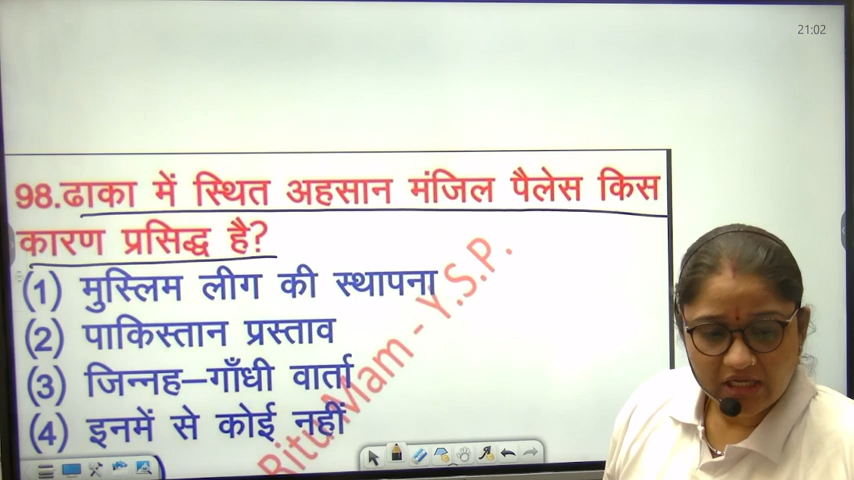 21:02
98.ढाका में स्थित अहसान मंजिल पैलेस किस
कारण प्रसिद्ध है?
(1) मुस्लिम लीग की स्थापना
(2) पाकिस्तान प्रस्ताव
(3) जिन्नह–गाँधी वार्ता
(4) इनमें से कोई नहीं
Ritu Mam - Y.S.P.